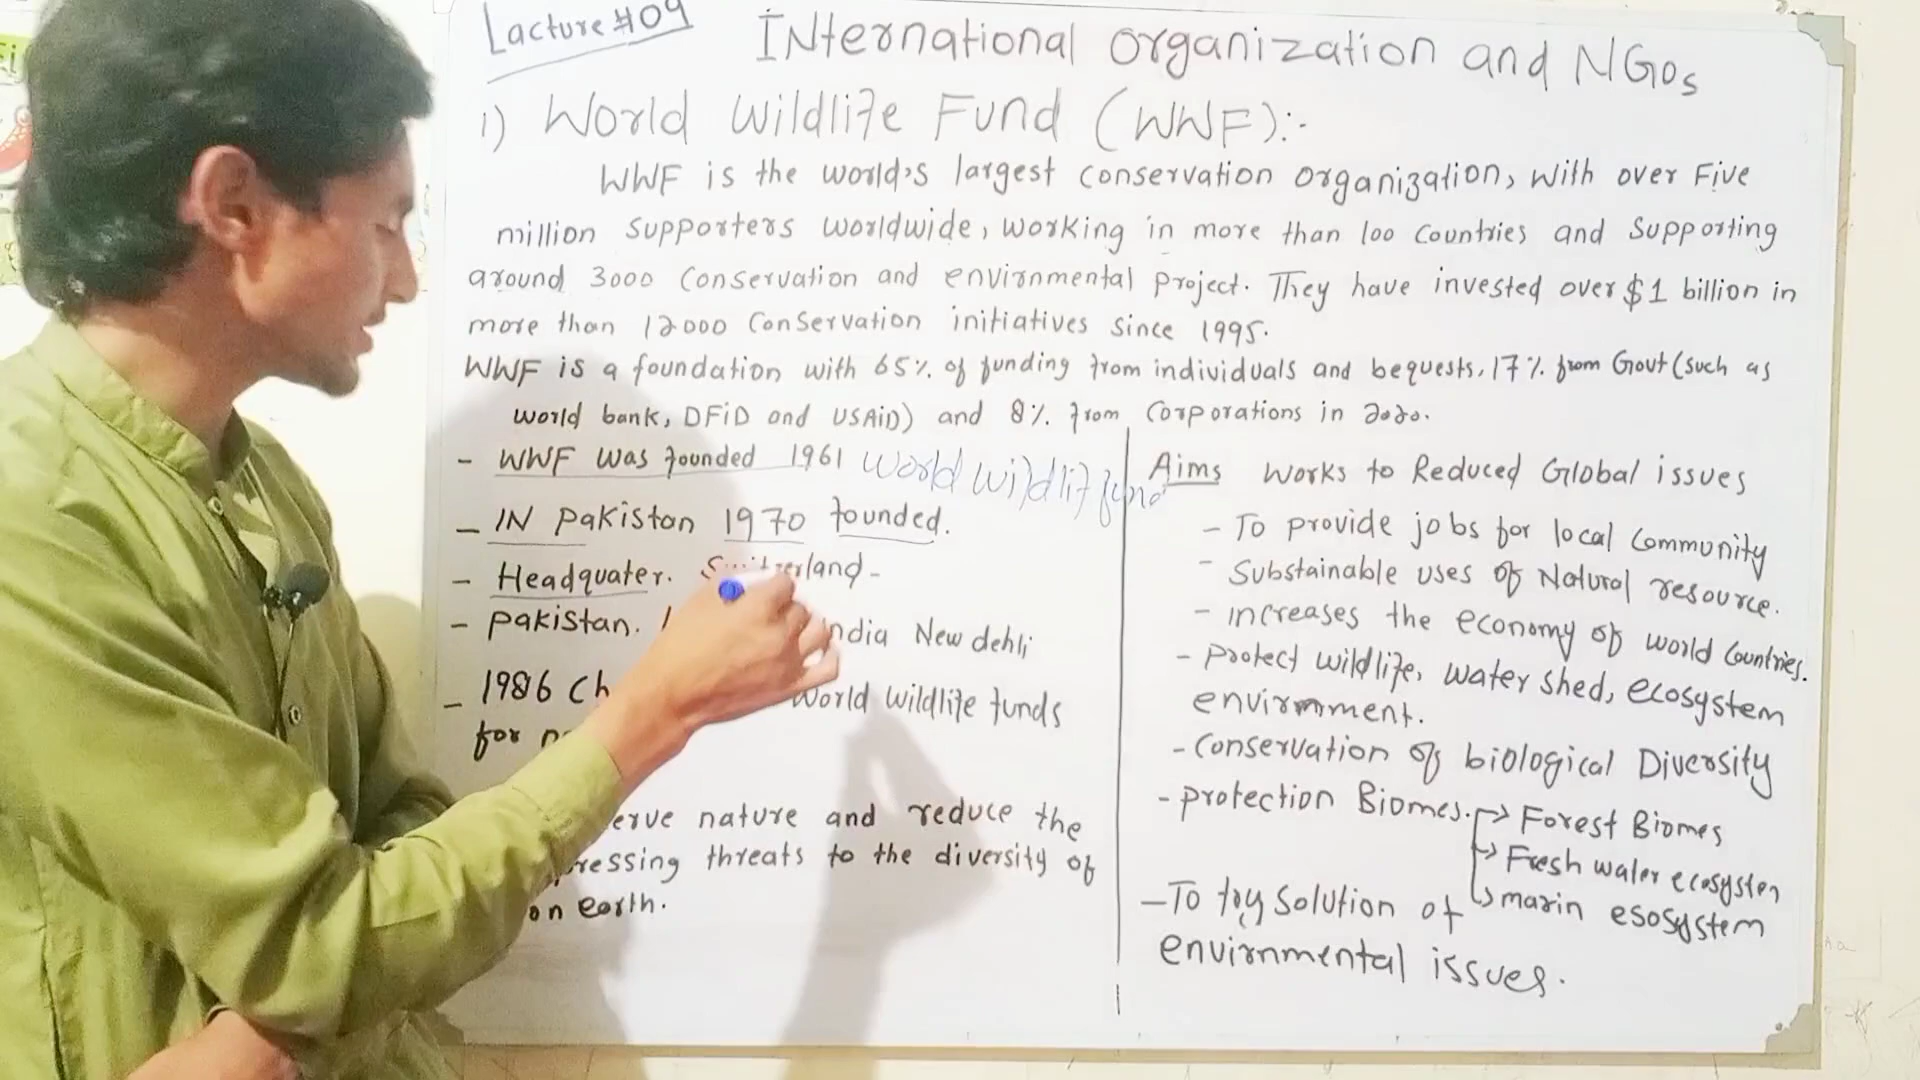 Lacture #09
INternational organization and NGOs
1) World Wildlife Fund (WWF):-
WWF is the world's largest conservation organization, with over Five
million supporters worldwide, working in more than 100 countries and supporting
around 3000 conservation and envirnmental project. They have invested over $1 billion in
more than 12000 conservation initiatives since 1995.
WWF is a foundation with 65% of funding from individuals and bequests, 17% from Govt (such as
world bank, DFiD and USAiD) and 8% from corporations in 2020.
- WWF was founded 1961 world wildlif fund
- IN Pakistan 1970 founded.
- Headquater. Switzerland-
- Pakistan. India New dehli
- 1986 Ch World wildlife funds
for
erve nature and reduce the
ressing threats to the diversity of
on earth.
Aims Works to Reduced Global issues
- To provide jobs for local community
- Substainable uses of Natural resource.
- increases the economy of world countries.
- protect wildlife, water shed, ecosystem
envirnment.
- conservation of biological Diversity
- protection Biomes. → Forest Biomes
→ Fresh water ecosystem
→ marin esosystem
- To try solution of
envirnmental issues.